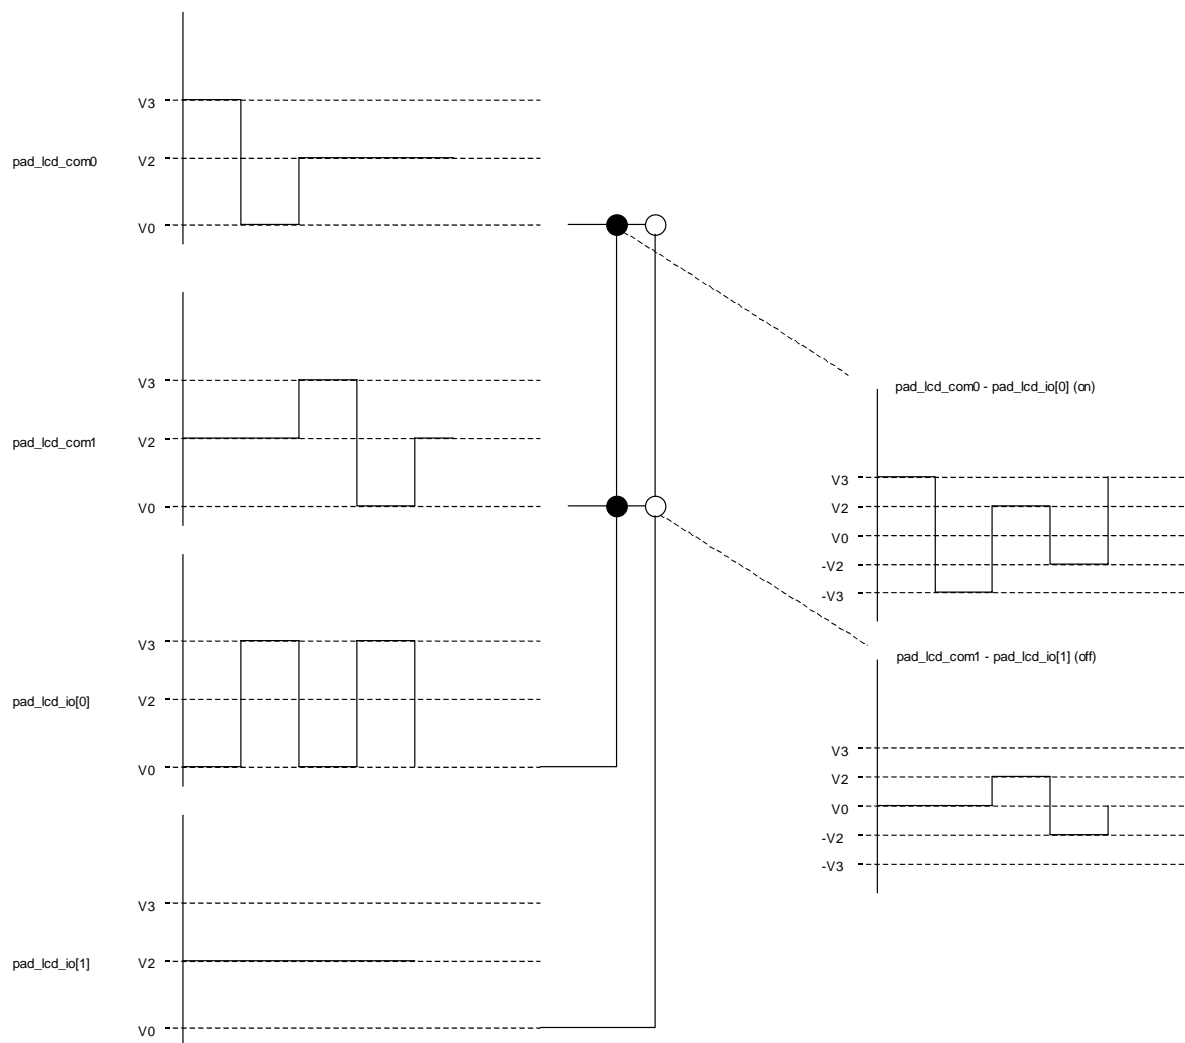 V3
pad_lcd_com0
V2
V0
V3
pad_lcd_com1
V2
V0
pad_lcd_com0 - pad_lcd_io[0] (on)
V3
V2
V0
-V2
-V3
V3
pad_lcd_io[0]
V2
V0
pad_lcd_com1 - pad_lcd_io[1] (off)
V3
V2
V0
-V2
-V3
V3
pad_lcd_io[1]
V2
V0